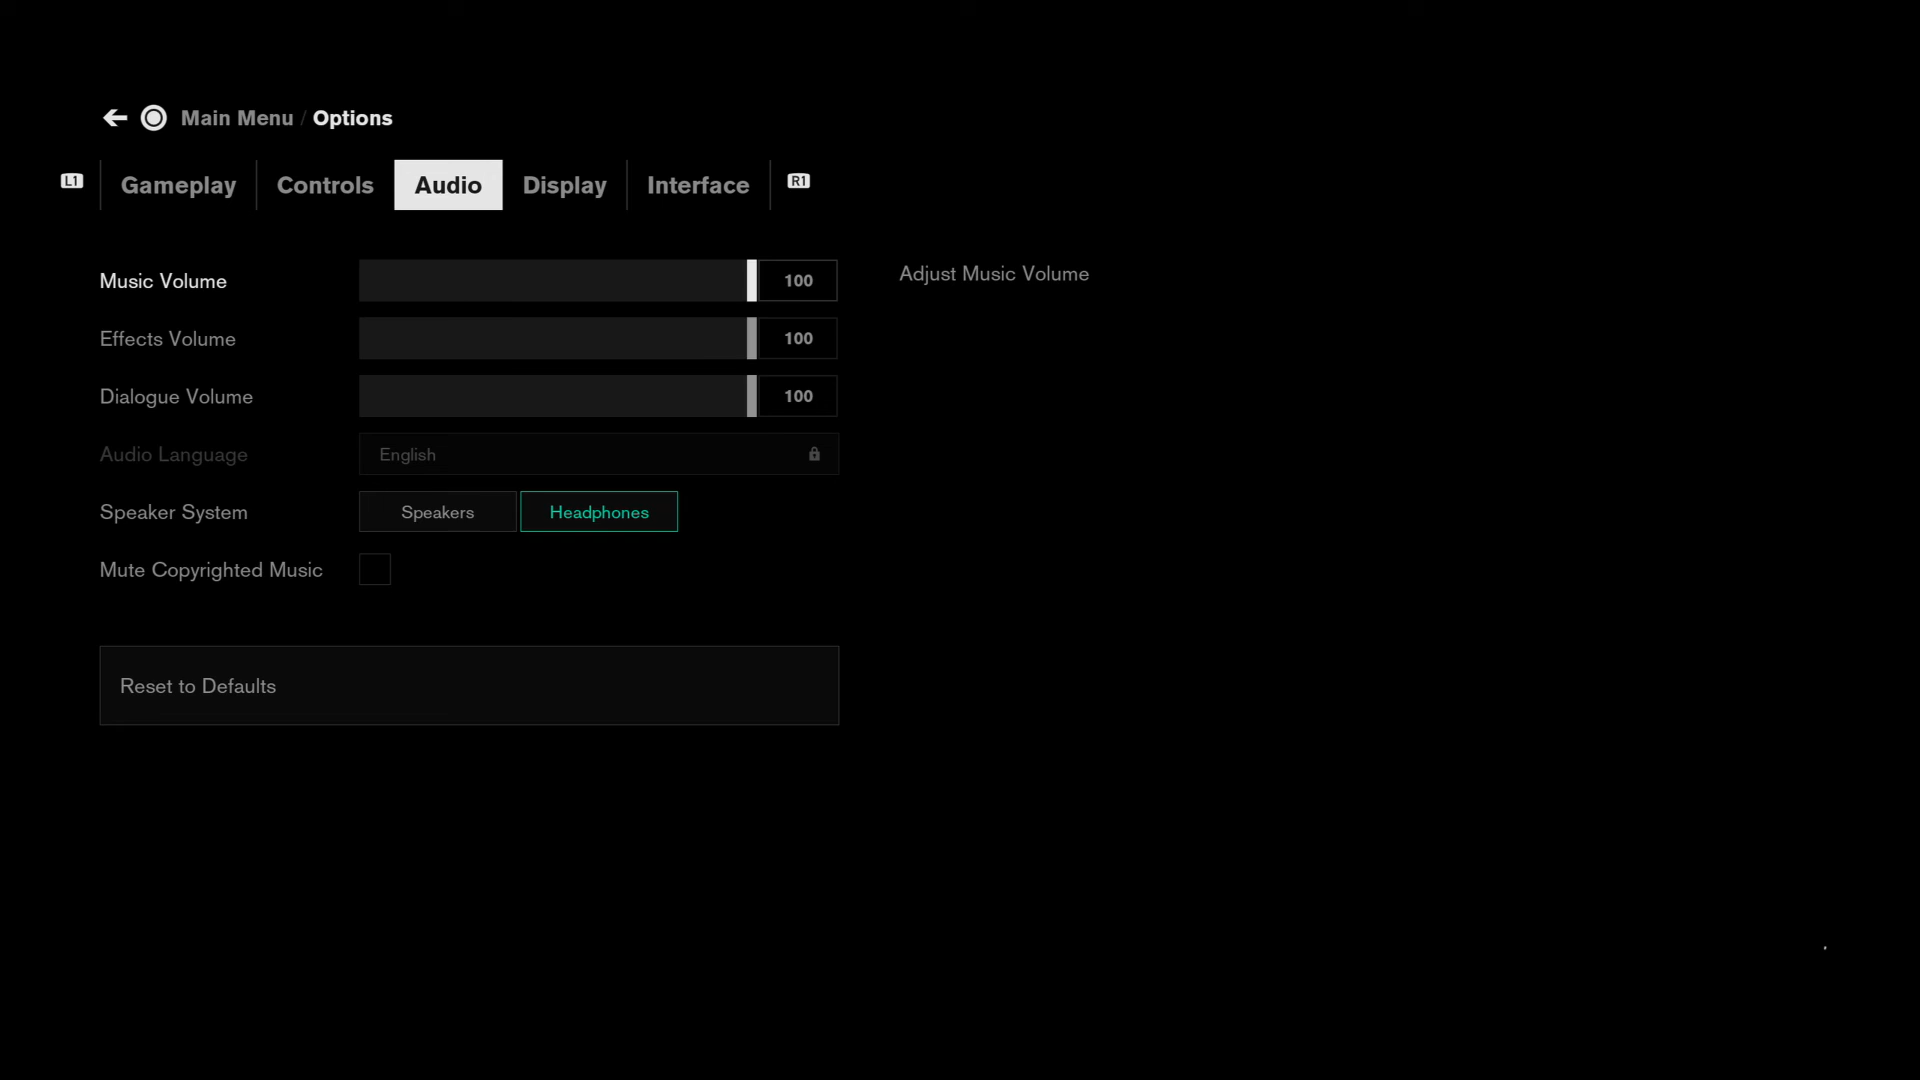 Main Menu / Options
L1 Gameplay Controls Audio Display Interface R1
Music Volume 100 Adjust Music Volume
Effects Volume 100
Dialogue Volume 100
Audio Language English
Speaker System Speakers Headphones
Mute Copyrighted Music
Reset to Defaults